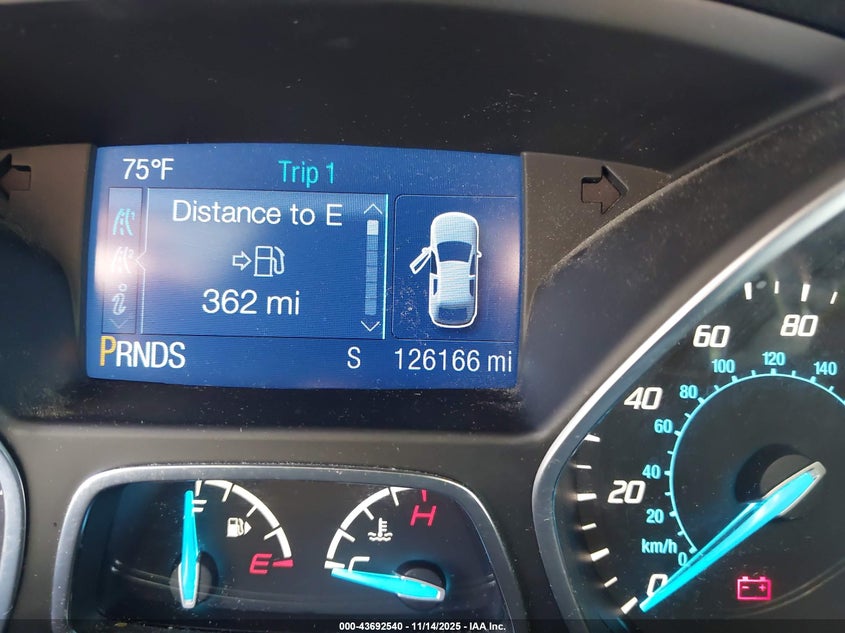 75°F Trip 1
Distance to E
362 mi
PRNDS S 126166 mi
60 80
100 120 140
40 80
60
20 40
20
km/h 0
0
F E H C
000-43692540 - 11/14/2025 - IAA Inc.